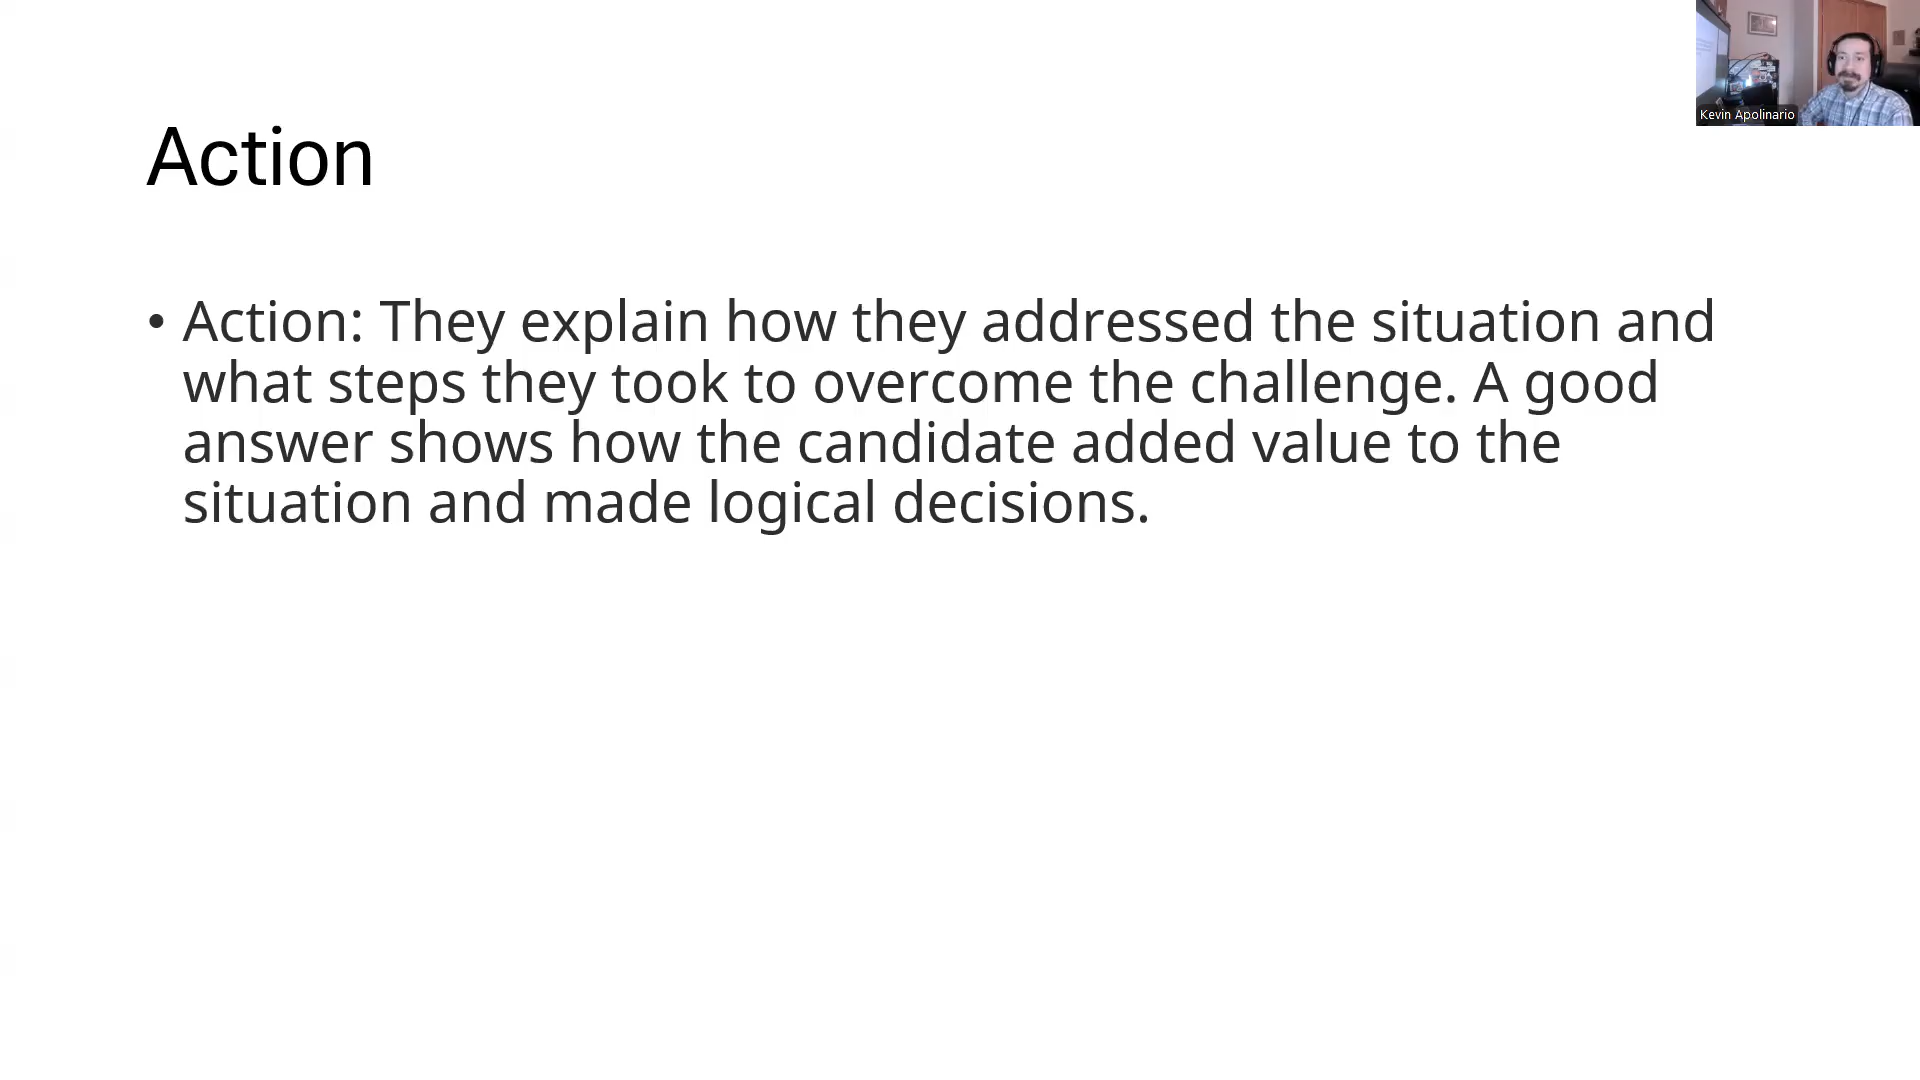 Kevin Apolinario
Action
• Action: They explain how they addressed the situation and
what steps they took to overcome the challenge. A good
answer shows how the candidate added value to the
situation and made logical decisions.